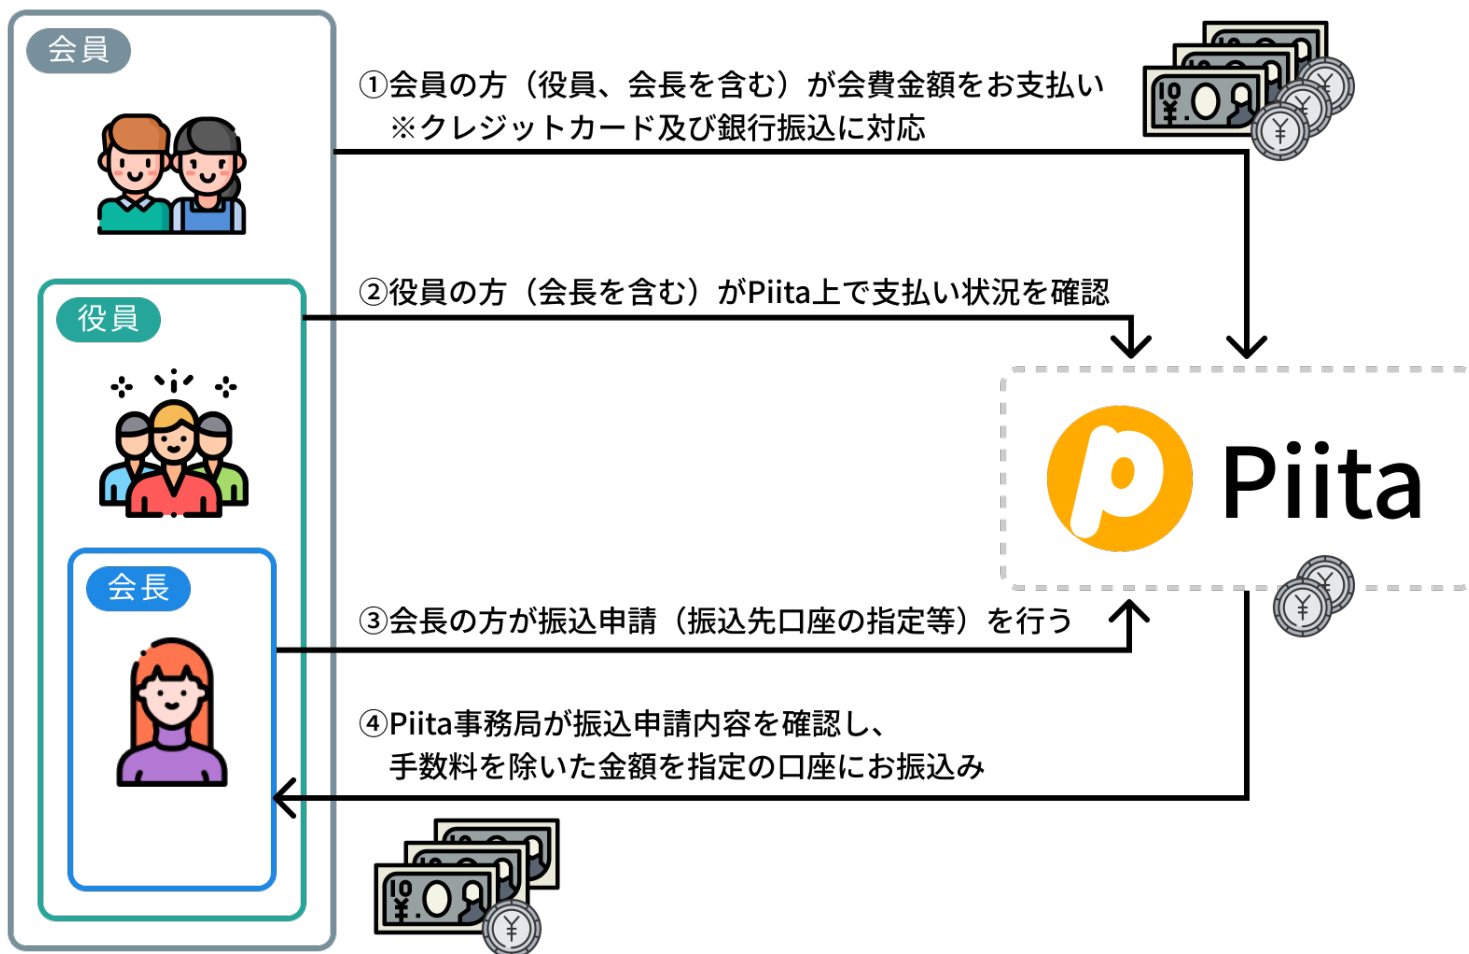 会員
①会員の方（役員、会長を含む）が会費金額をお支払い
※クレジットカード及び銀行振込に対応
役員
②役員の方（会長を含む）がPiita上で支払い状況を確認
Piita
会長
③会長の方が振込申請（振込先口座の指定等）を行う
④Piita事務局が振込申請内容を確認し、
手数料を除いた金額を指定の口座にお振込み